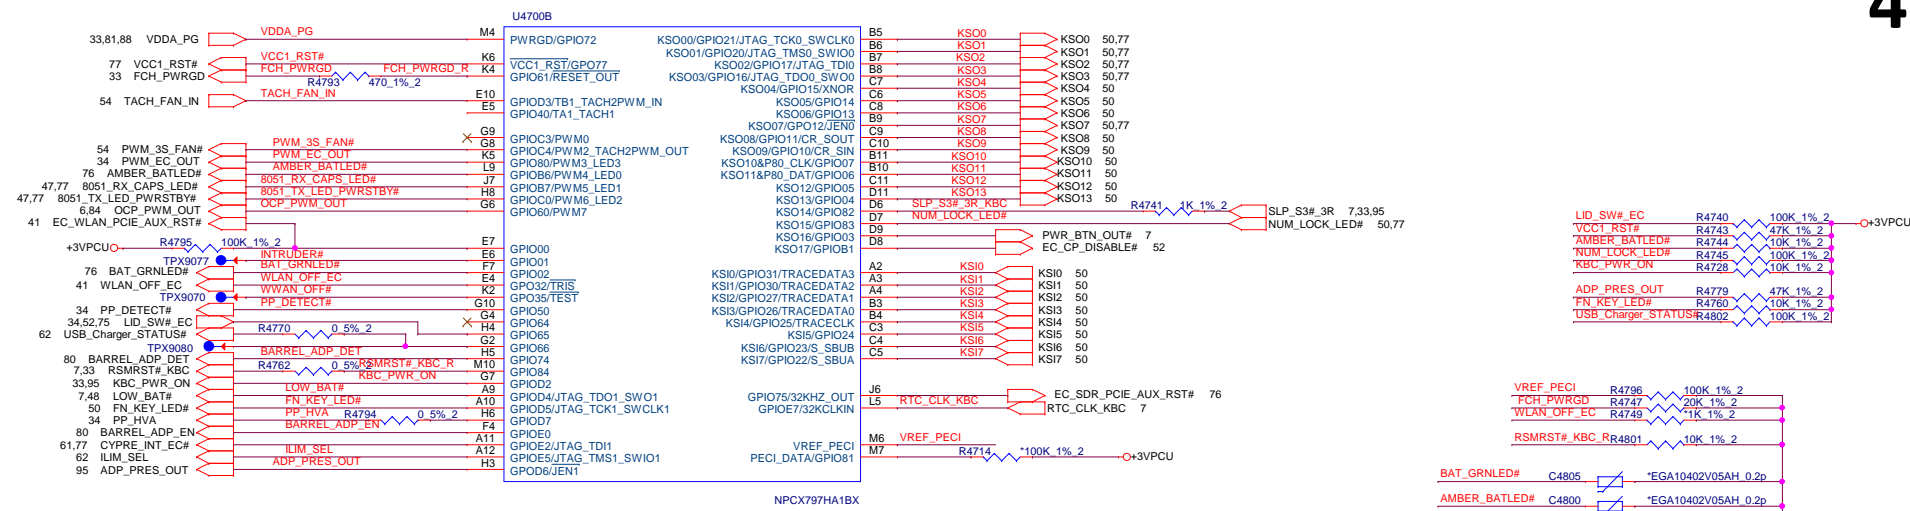 4
U4700B
33,81,88 VDDA_PG VDDA_PG M4 PWRGD/GPIO72
77 VCC1_RST# VCC1_RST# K6 VCC1_RST/GPO77
33 FCH_PWRGD FCH_PWRGD R4793 470_1%_2 FCH_PWRGD_R K4 GPIO61/RESET_OUT
54 TACH_FAN_IN TACH_FAN_IN E10 GPIOD3/TB1_TACH2PWM_IN
E5 GPIO40/TA1_TACH1
G9 GPIOC3/PWM0
54 PWM_3S_FAN# PWM_3S_FAN# G8 GPIOC4/PWM2_TACH2PWM_OUT
34 PWM_EC_OUT PWM_EC_OUT K5 GPIO80/PWM3_LED3
76 AMBER_BATLED# AMBER_BATLED# L9 GPIOB6/PWM4_LED0
47,77 8051_RX_CAPS_LED# 8051_RX_CAPS_LED# J7 GPIOB7/PWM5_LED1
47,77 8051_TX_LED_PWRSTBY# 8051_TX_LED_PWRSTBY# H8 GPIOC0/PWM6_LED2
6,84 OCP_PWM_OUT OCP_PWM_OUT G6 GPIO60/PWM7
41 EC_WLAN_PCIE_AUX_RST#
+3VPCU R4795 100K_1%_2 E7 GPIO00
TPX9077 INTRUDER# E6 GPIO01
76 BAT_GRNLED# BAT_GRNLED# F7 GPIO02
41 WLAN_OFF_EC WLAN_OFF_EC E4 GPO32/TRIS
TPX9070 WWAN_OFF# K2 GPO35/TEST
34 PP_DETECT# PP_DETECT# G10 GPIO50
34,52,75 LID_SW#_EC G4 GPIO64
62 USB_Charger_STATUS# R4770 0_5%_2 H4 GPIO65
TPX9080 G2 GPIO66
80 BARREL_ADP_DET BARREL_ADP_DET H5 GPIO74
7,33 RSMRST#_KBC R4762 0_5%_2 RSMRST#_KBC_R M10 GPIO84
33,95 KBC_PWR_ON KBC_PWR_ON G7 GPIOD2
7,48 LOW_BAT# LOW_BAT# A9 GPIOD4/JTAG_TDO1_SWO1
50 FN_KEY_LED# FN_KEY_LED# A10 GPIOD5/JTAG_TCK1_SWCLK1
34 PP_HVA PP_HVA R4794 0_5%_2 H6 GPIOD7
80 BARREL_ADP_EN BARREL_ADP_EN F4 GPIOE0
61,77 CYPRE_INT_EC# A11 GPIOE2/JTAG_TDI1
62 ILIM_SEL ILIM_SEL A12 GPIOE5/JTAG_TMS1_SWIO1
95 ADP_PRES_OUT ADP_PRES_OUT H3 GPOD6/JEN1
KSO00/GPIO21/JTAG_TCK0_SWCLK0 B5 KSO0 KSO0 50,77
KSO01/GPIO20/JTAG_TMS0_SWIO0 B6 KSO1 KSO1 50,77
KSO02/GPIO17/JTAG_TDI0 B7 KSO2 KSO2 50,77
KSO03/GPIO16/JTAG_TDO0_SWO0 B8 KSO3 KSO3 50,77
KSO04/GPIO15/XNOR C7 KSO4 KSO4 50
KSO05/GPIO14 C6 KSO5 KSO5 50
KSO06/GPIO13 C8 KSO6 KSO6 50
KSO07/GPO12/JEN0 B9 KSO7 KSO7 50,77
KSO08/GPIO11/CR_SOUT C9 KSO8 KSO8 50
KSO09/GPIO10/CR_SIN C10 KSO9 KSO9 50
KSO10&P80_CLK/GPIO07 B11 KSO10 KSO10 50
KSO11&P80_DAT/GPIO06 B10 KSO11 KSO11 50
KSO12/GPIO05 C11 KSO12 KSO12 50
KSO13/GPIO04 D11 KSO13 KSO13 50
KSO14/GPIO82 D6 SLP_S3#_3R_KBC R4741 1K_1%_2 SLP_S3#_3R 7,33,95
KSO15/GPIO83 D7 NUM_LOCK_LED# NUM_LOCK_LED# 50,77
KSO16/GPIO03 D9 PWR_BTN_OUT# 7
KSO17/GPIOB1 D8 EC_CP_DISABLE# 52
KSI0/GPIO31/TRACEDATA3 A2 KSI0 KSI0 50
KSI1/GPIO30/TRACEDATA2 A3 KSI1 KSI1 50
KSI2/GPIO27/TRACEDATA1 A4 KSI2 KSI2 50
KSI3/GPIO26/TRACEDATA0 B3 KSI3 KSI3 50
KSI4/GPIO25/TRACECLK B4 KSI4 KSI4 50
KSI5/GPIO24 C3 KSI5 KSI5 50
KSI6/GPIO23/S_SBUB C4 KSI6 KSI6 50
KSI7/GPIO22/S_SBUA C5 KSI7 KSI7 50
GPIO75/32KHZ_OUT J6 EC_SDR_PCIE_AUX_RST# 76
GPIOE7/32KCLKIN L5 RTC_CLK_KBC RTC_CLK_KBC 7
VREF_PECI M6 VREF_PECI
PECI_DATA/GPIO81 M7 R4714 *100K_1%_2 +3VPCU
NPCX797HA1BX
LID_SW#_EC R4740 100K_1%_2 +3VPCU
VCC1_RST# R4743 47K_1%_2
AMBER_BATLED# R4744 10K_1%_2
NUM_LOCK_LED# R4745 100K_1%_2
KBC_PWR_ON R4728 10K_1%_2
ADP_PRES_OUT R4779 47K_1%_2
FN_KEY_LED# R4760 10K_1%_2
USB_Charger_STATUS# R4802 100K_1%_2
VREF_PECI R4796 100K_1%_2
FCH_PWRGD R4747 20K_1%_2
WLAN_OFF_EC R4749 *1K_1%_2
RSMRST#_KBC_R R4801 10K_1%_2
BAT_GRNLED# C4805 *EGA10402V05AH_0.2p
AMBER_BATLED# C4800 *EGA10402V05AH_0.2p